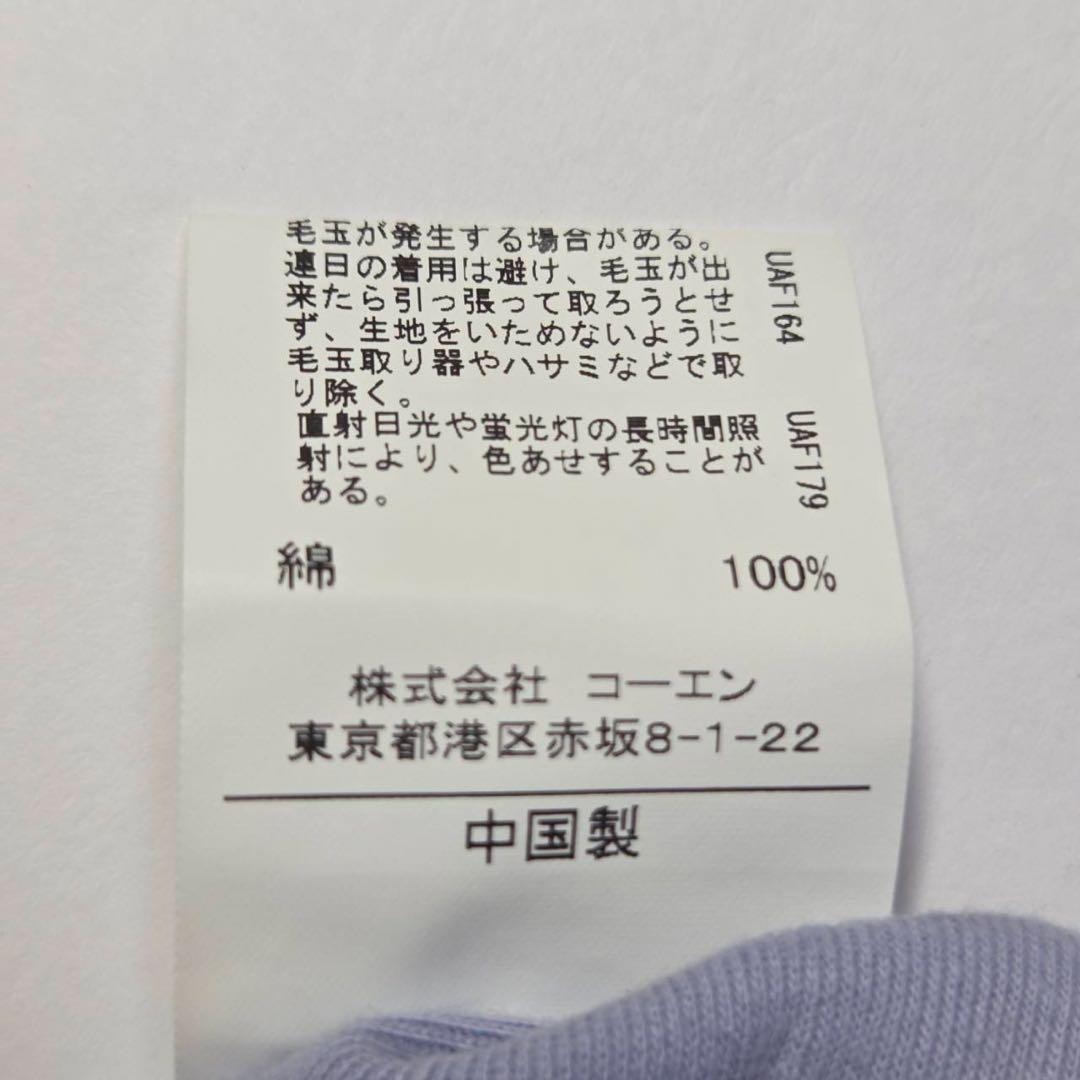 毛玉が発生する場合がある。
連日の着用は避け、毛玉が出
来たら引っ張って取ろうとせ
ず、生地をいためないように
毛玉取り器やハサミなどで取
り除く。
UAF164
直射日光や蛍光灯の長時間照
射により、色あせすることが
ある。
UAF179
綿 100%
株式会社 コーエン
東京都港区赤坂8-1-22
中国製